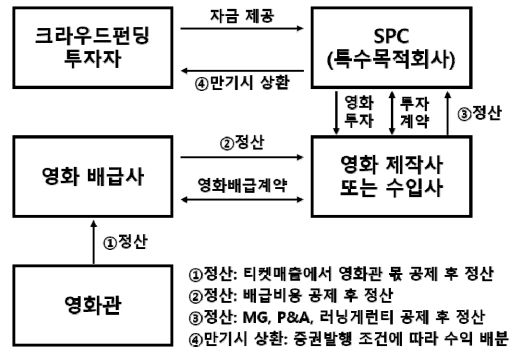 크라우드펀딩
투자자
자금 제공
④만기시 상환
SPC
(특수목적회사)
영화
투자
투자
계약
③정산
영화 배급사
②정산
영화배급계약
영화 제작사
또는 수입사
①정산
영화관
①정산: 티켓매출에서 영화관 몫 공제 후 정산
②정산: 배급비용 공제 후 정산
③정산: MG, P&A, 러닝게런티 공제 후 정산
④만기시 상환: 증권발행 조건에 따라 수익 배분